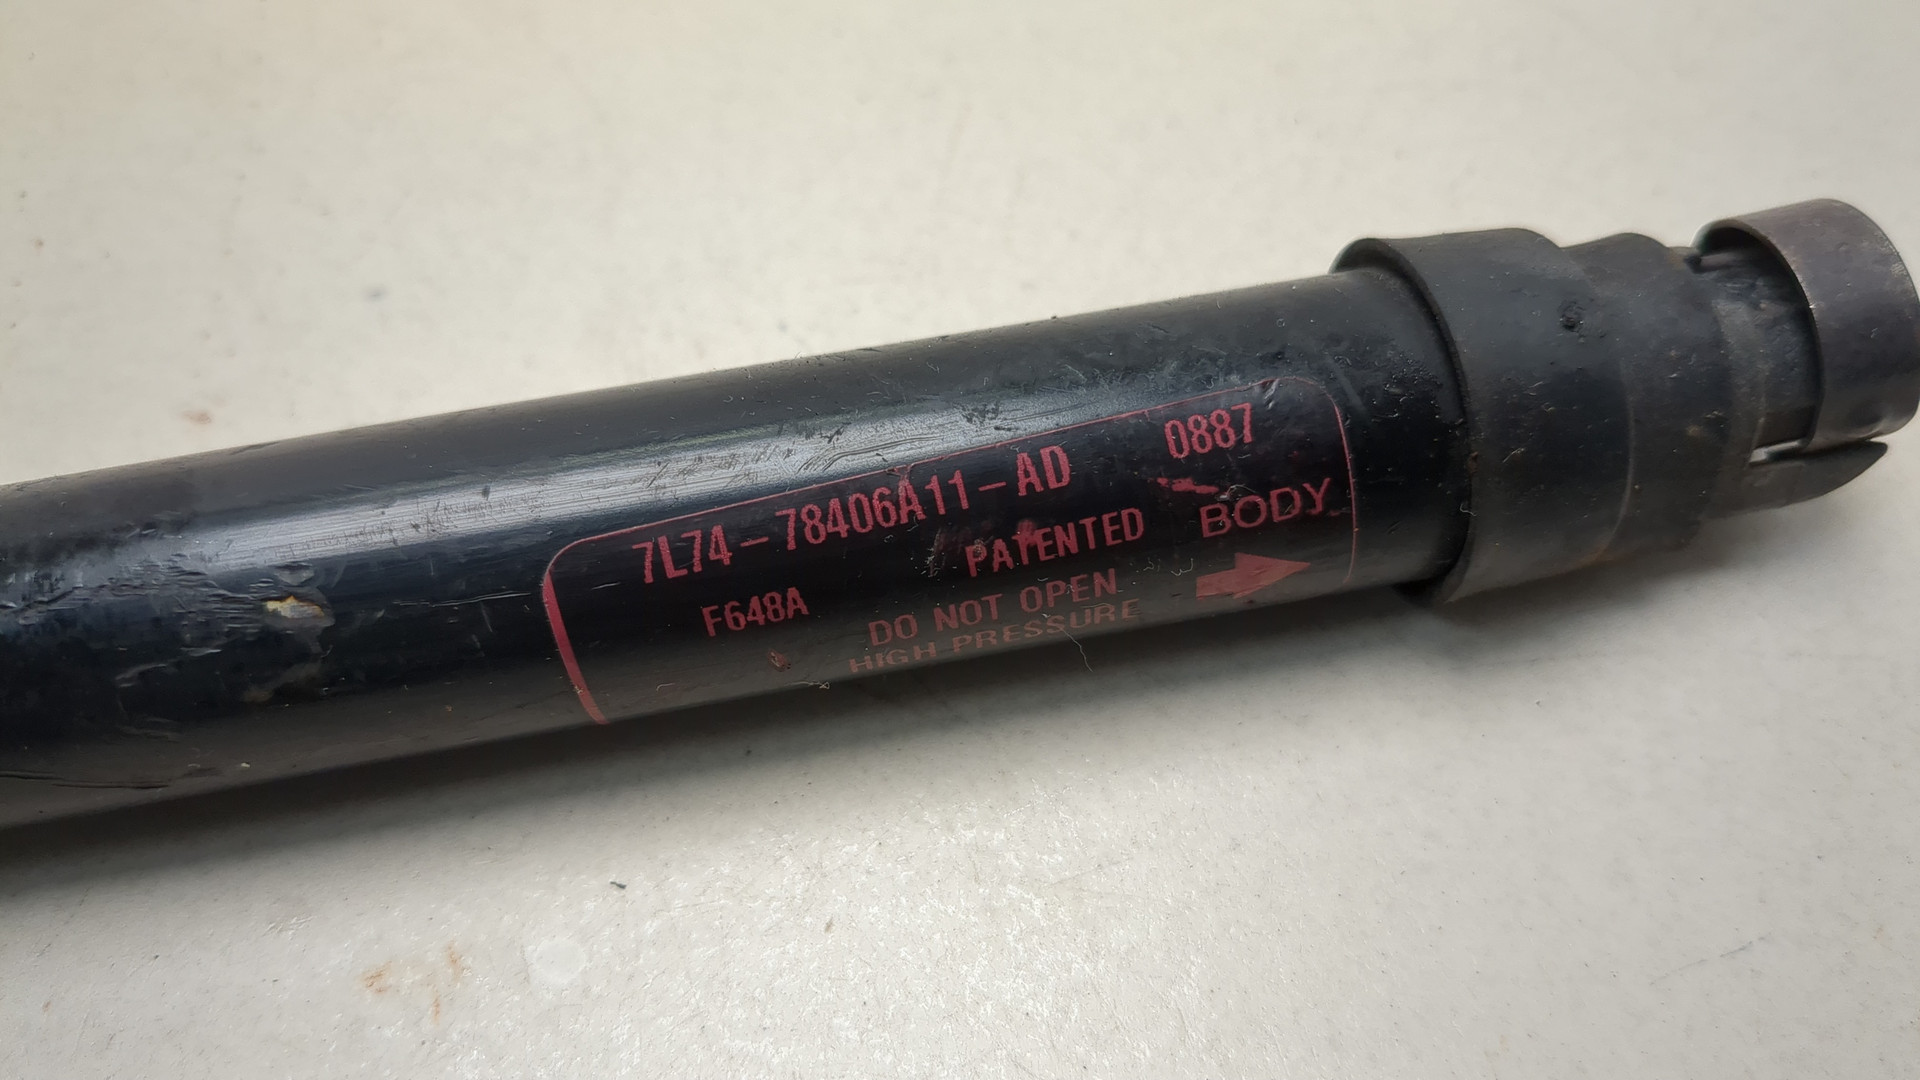 7L74-78406A11-AD 0887
F648A PATENTED BODY
DO NOT OPEN
HIGH PRESSURE